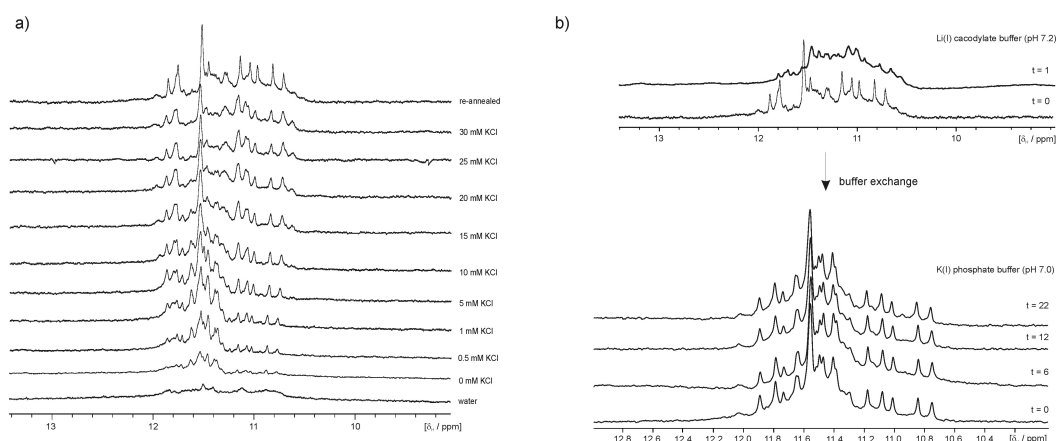 a)
re-annealed
30 mM KCl
25 mM KCl
20 mM KCl
15 mM KCl
10 mM KCl
5 mM KCl
1 mM KCl
0.5 mM KCl
0 mM KCl
water
13 12 11 [δ, / ppm]
b)
Li(I) cacodylate buffer (pH 7.2)
t = 1
t = 0
13 12 11 10 [δ, / ppm]
buffer exchange
K(I) phosphate buffer (pH 7.0)
t = 22
t = 12
t = 6
t = 0
12.8 12.6 12.4 12.2 12.0 11.8 11.6 11.4 11.2 11.0 10.8 10.6 10.4 [δ, / ppm]